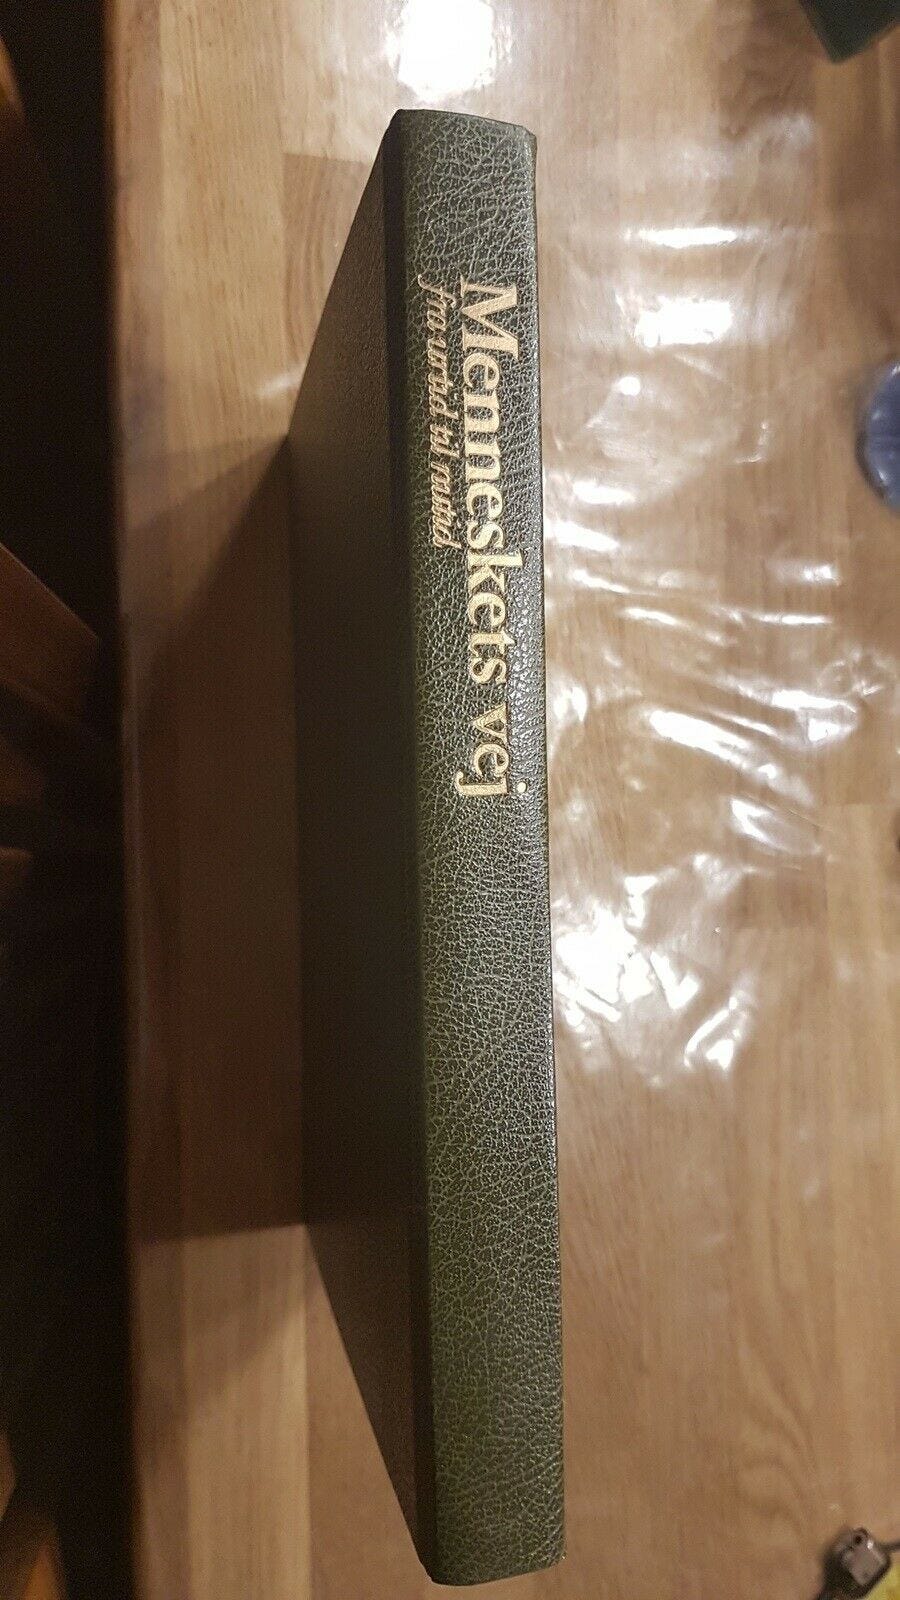 Menneskets vej
fra urtid til nutid